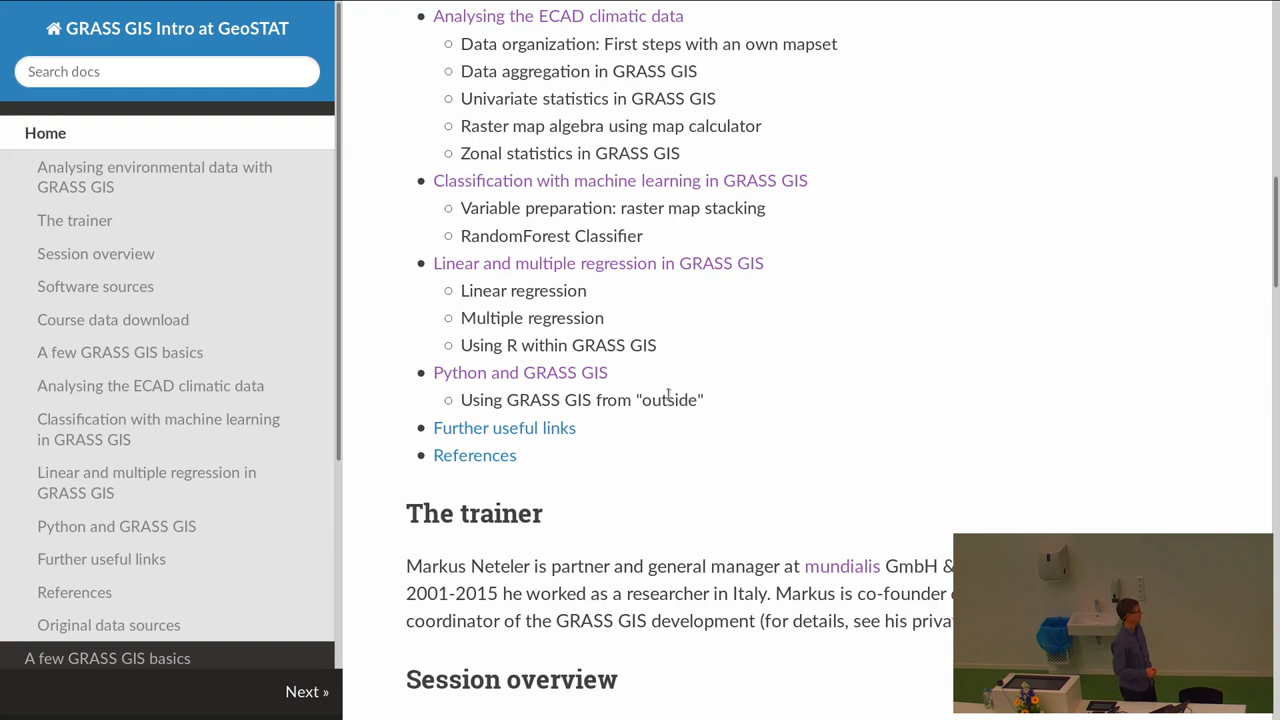 GRASS GIS Intro at GeoSTAT
Search docs
Home
Analysing environmental data with
GRASS GIS
The trainer
Session overview
Software sources
Course data download
A few GRASS GIS basics
Analysing the ECAD climatic data
Classification with machine learning
in GRASS GIS
Linear and multiple regression in
GRASS GIS
Python and GRASS GIS
Further useful links
References
Original data sources
A few GRASS GIS basics
Next »
Analysing the ECAD climatic data
Data organization: First steps with an own mapset
Data aggregation in GRASS GIS
Univariate statistics in GRASS GIS
Raster map algebra using map calculator
Zonal statistics in GRASS GIS
Classification with machine learning in GRASS GIS
Variable preparation: raster map stacking
RandomForest Classifier
Linear and multiple regression in GRASS GIS
Linear regression
Multiple regression
Using R within GRASS GIS
Python and GRASS GIS
Using GRASS GIS from "outside"
Further useful links
References
The trainer
Markus Neteler is partner and general manager at mundialis GmbH &
2001-2015 he worked as a researcher in Italy. Markus is co-founder
coordinator of the GRASS GIS development (for details, see his priva
Session overview